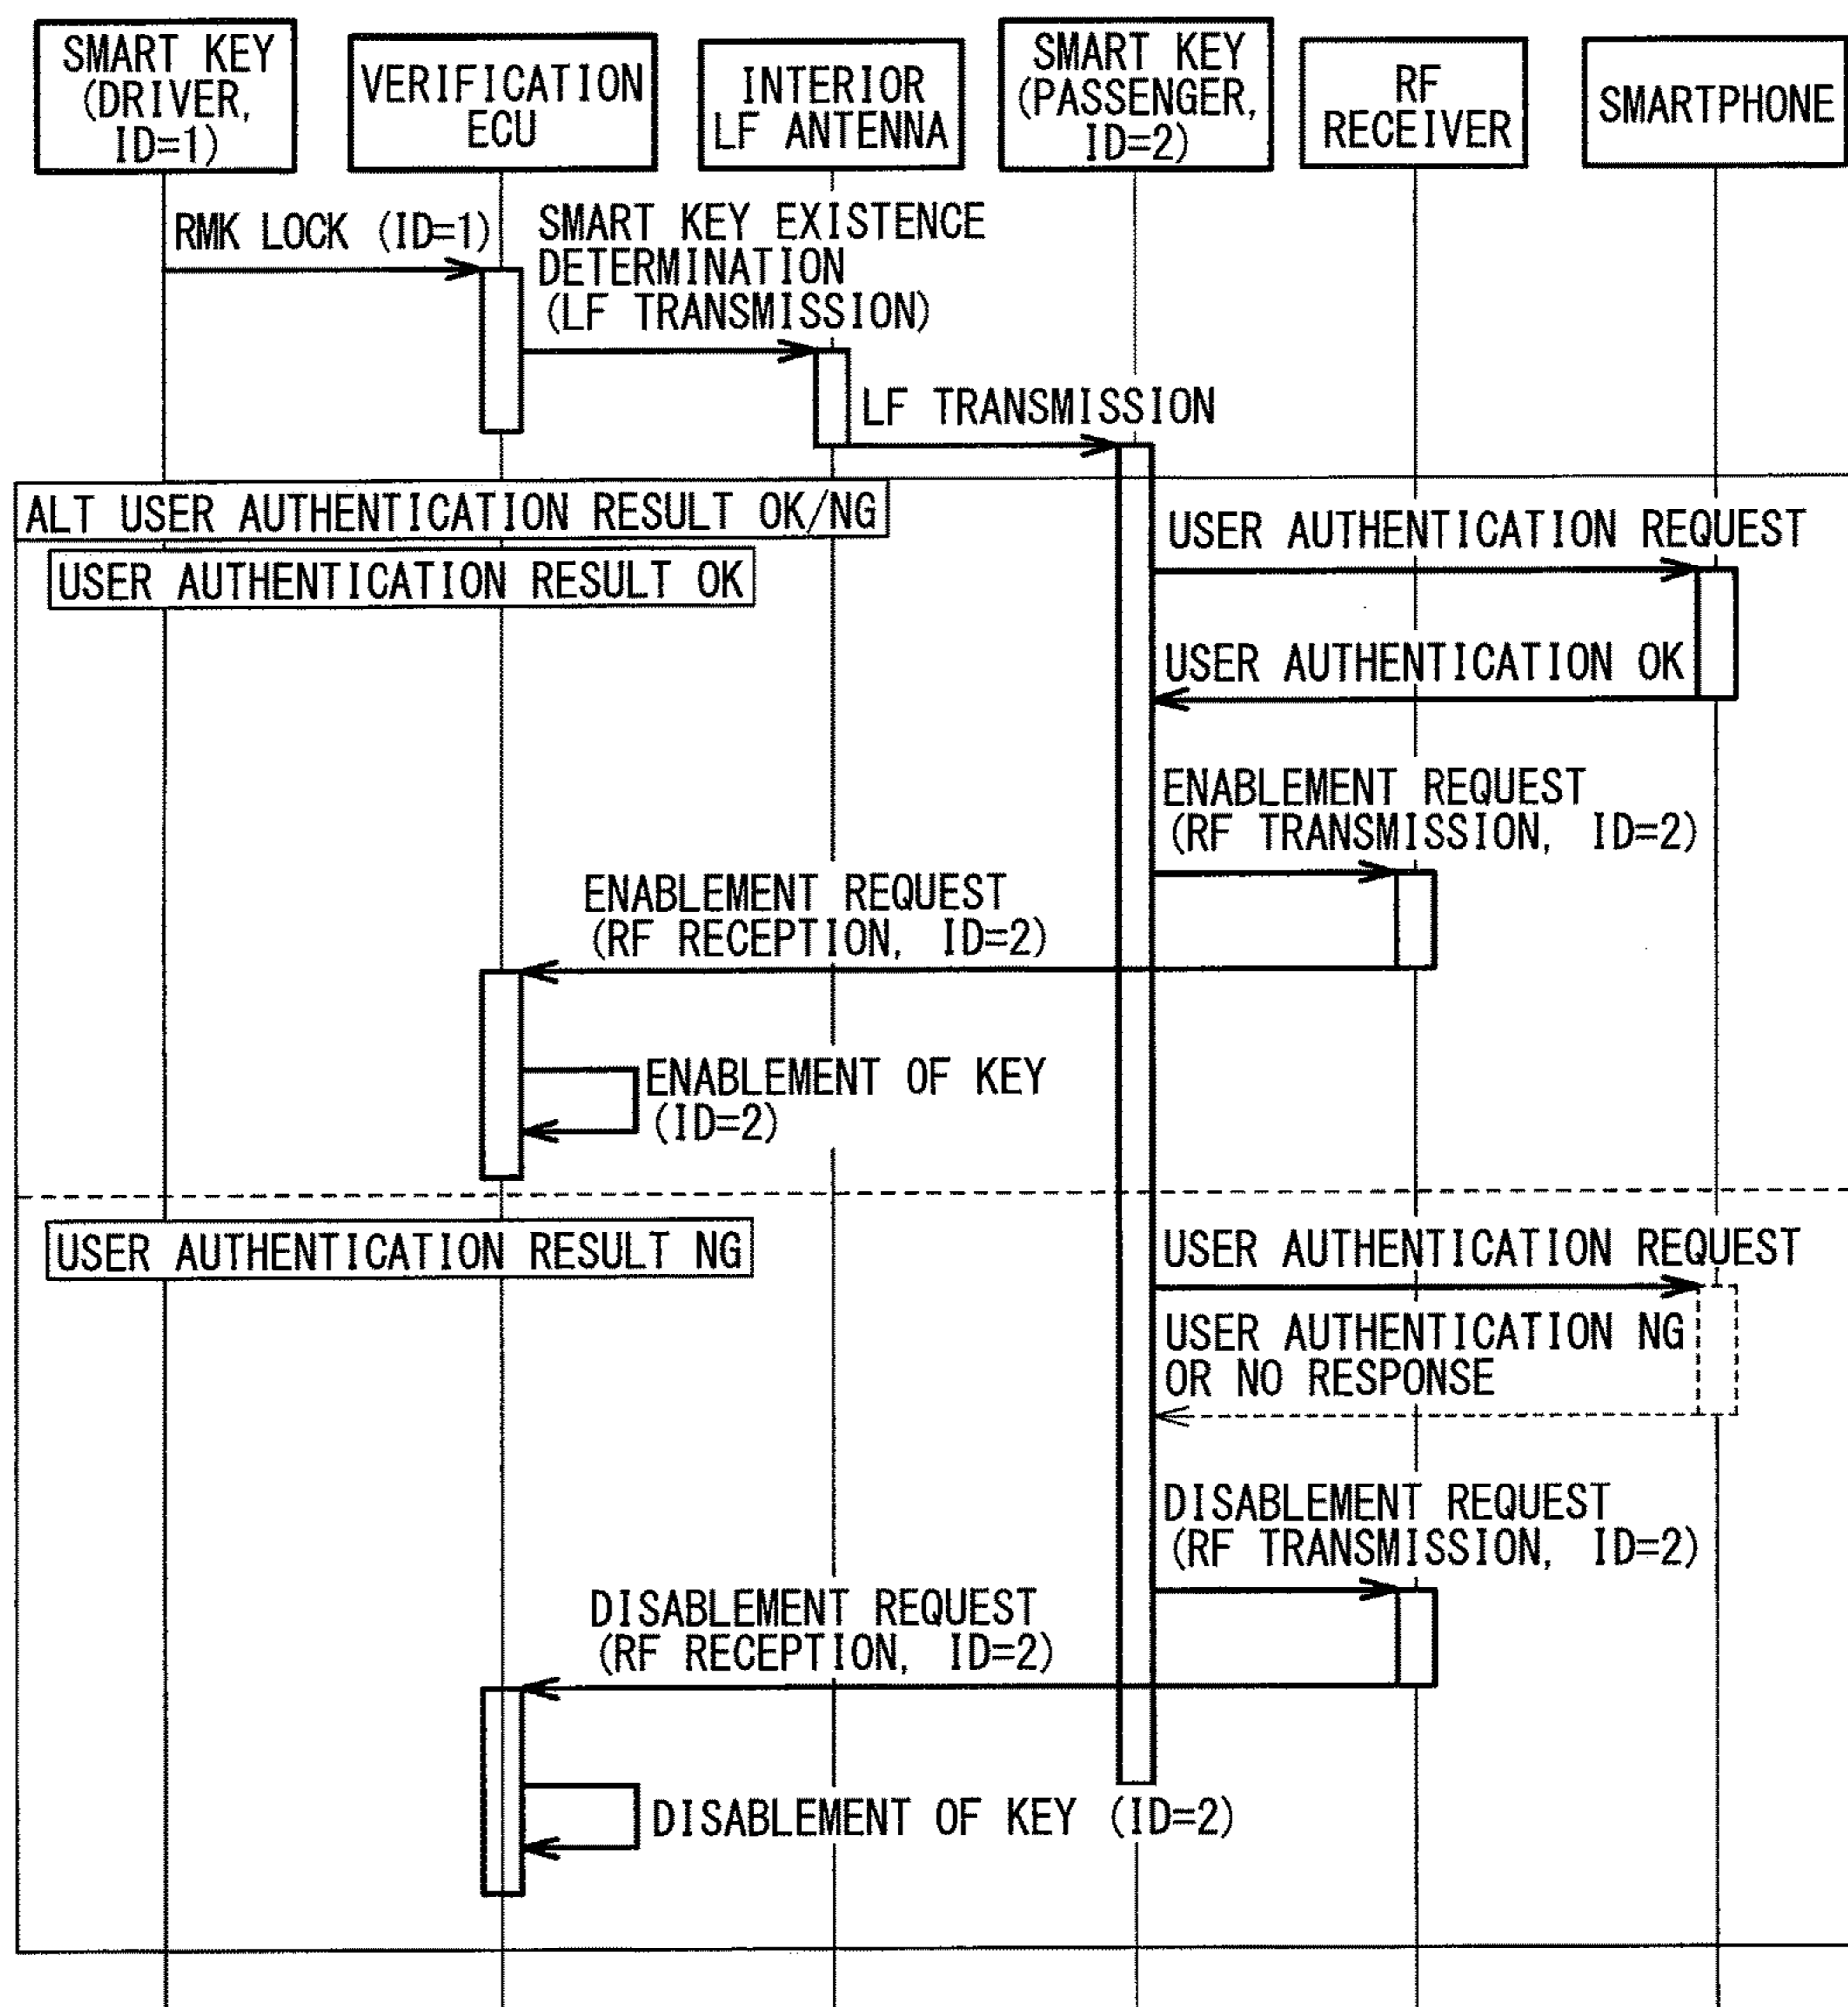 SMART KEY
(DRIVER,
ID=1)
VERIFICATION
ECU
INTERIOR
LF ANTENNA
SMART KEY
(PASSENGER,
ID=2)
RF
RECEIVER
SMARTPHONE
RMK LOCK (ID=1)
SMART KEY EXISTENCE
DETERMINATION
(LF TRANSMISSION)
LF TRANSMISSION
ALT USER AUTHENTICATION RESULT OK/NG
USER AUTHENTICATION RESULT OK
USER AUTHENTICATION REQUEST
USER AUTHENTICATION OK
ENABLEMENT REQUEST
(RF TRANSMISSION, ID=2)
ENABLEMENT REQUEST
(RF RECEPTION, ID=2)
ENABLEMENT OF KEY
(ID=2)
USER AUTHENTICATION RESULT NG
USER AUTHENTICATION REQUEST
USER AUTHENTICATION NG
OR NO RESPONSE
DISABLEMENT REQUEST
(RF TRANSMISSION, ID=2)
DISABLEMENT REQUEST
(RF RECEPTION, ID=2)
DISABLEMENT OF KEY (ID=2)